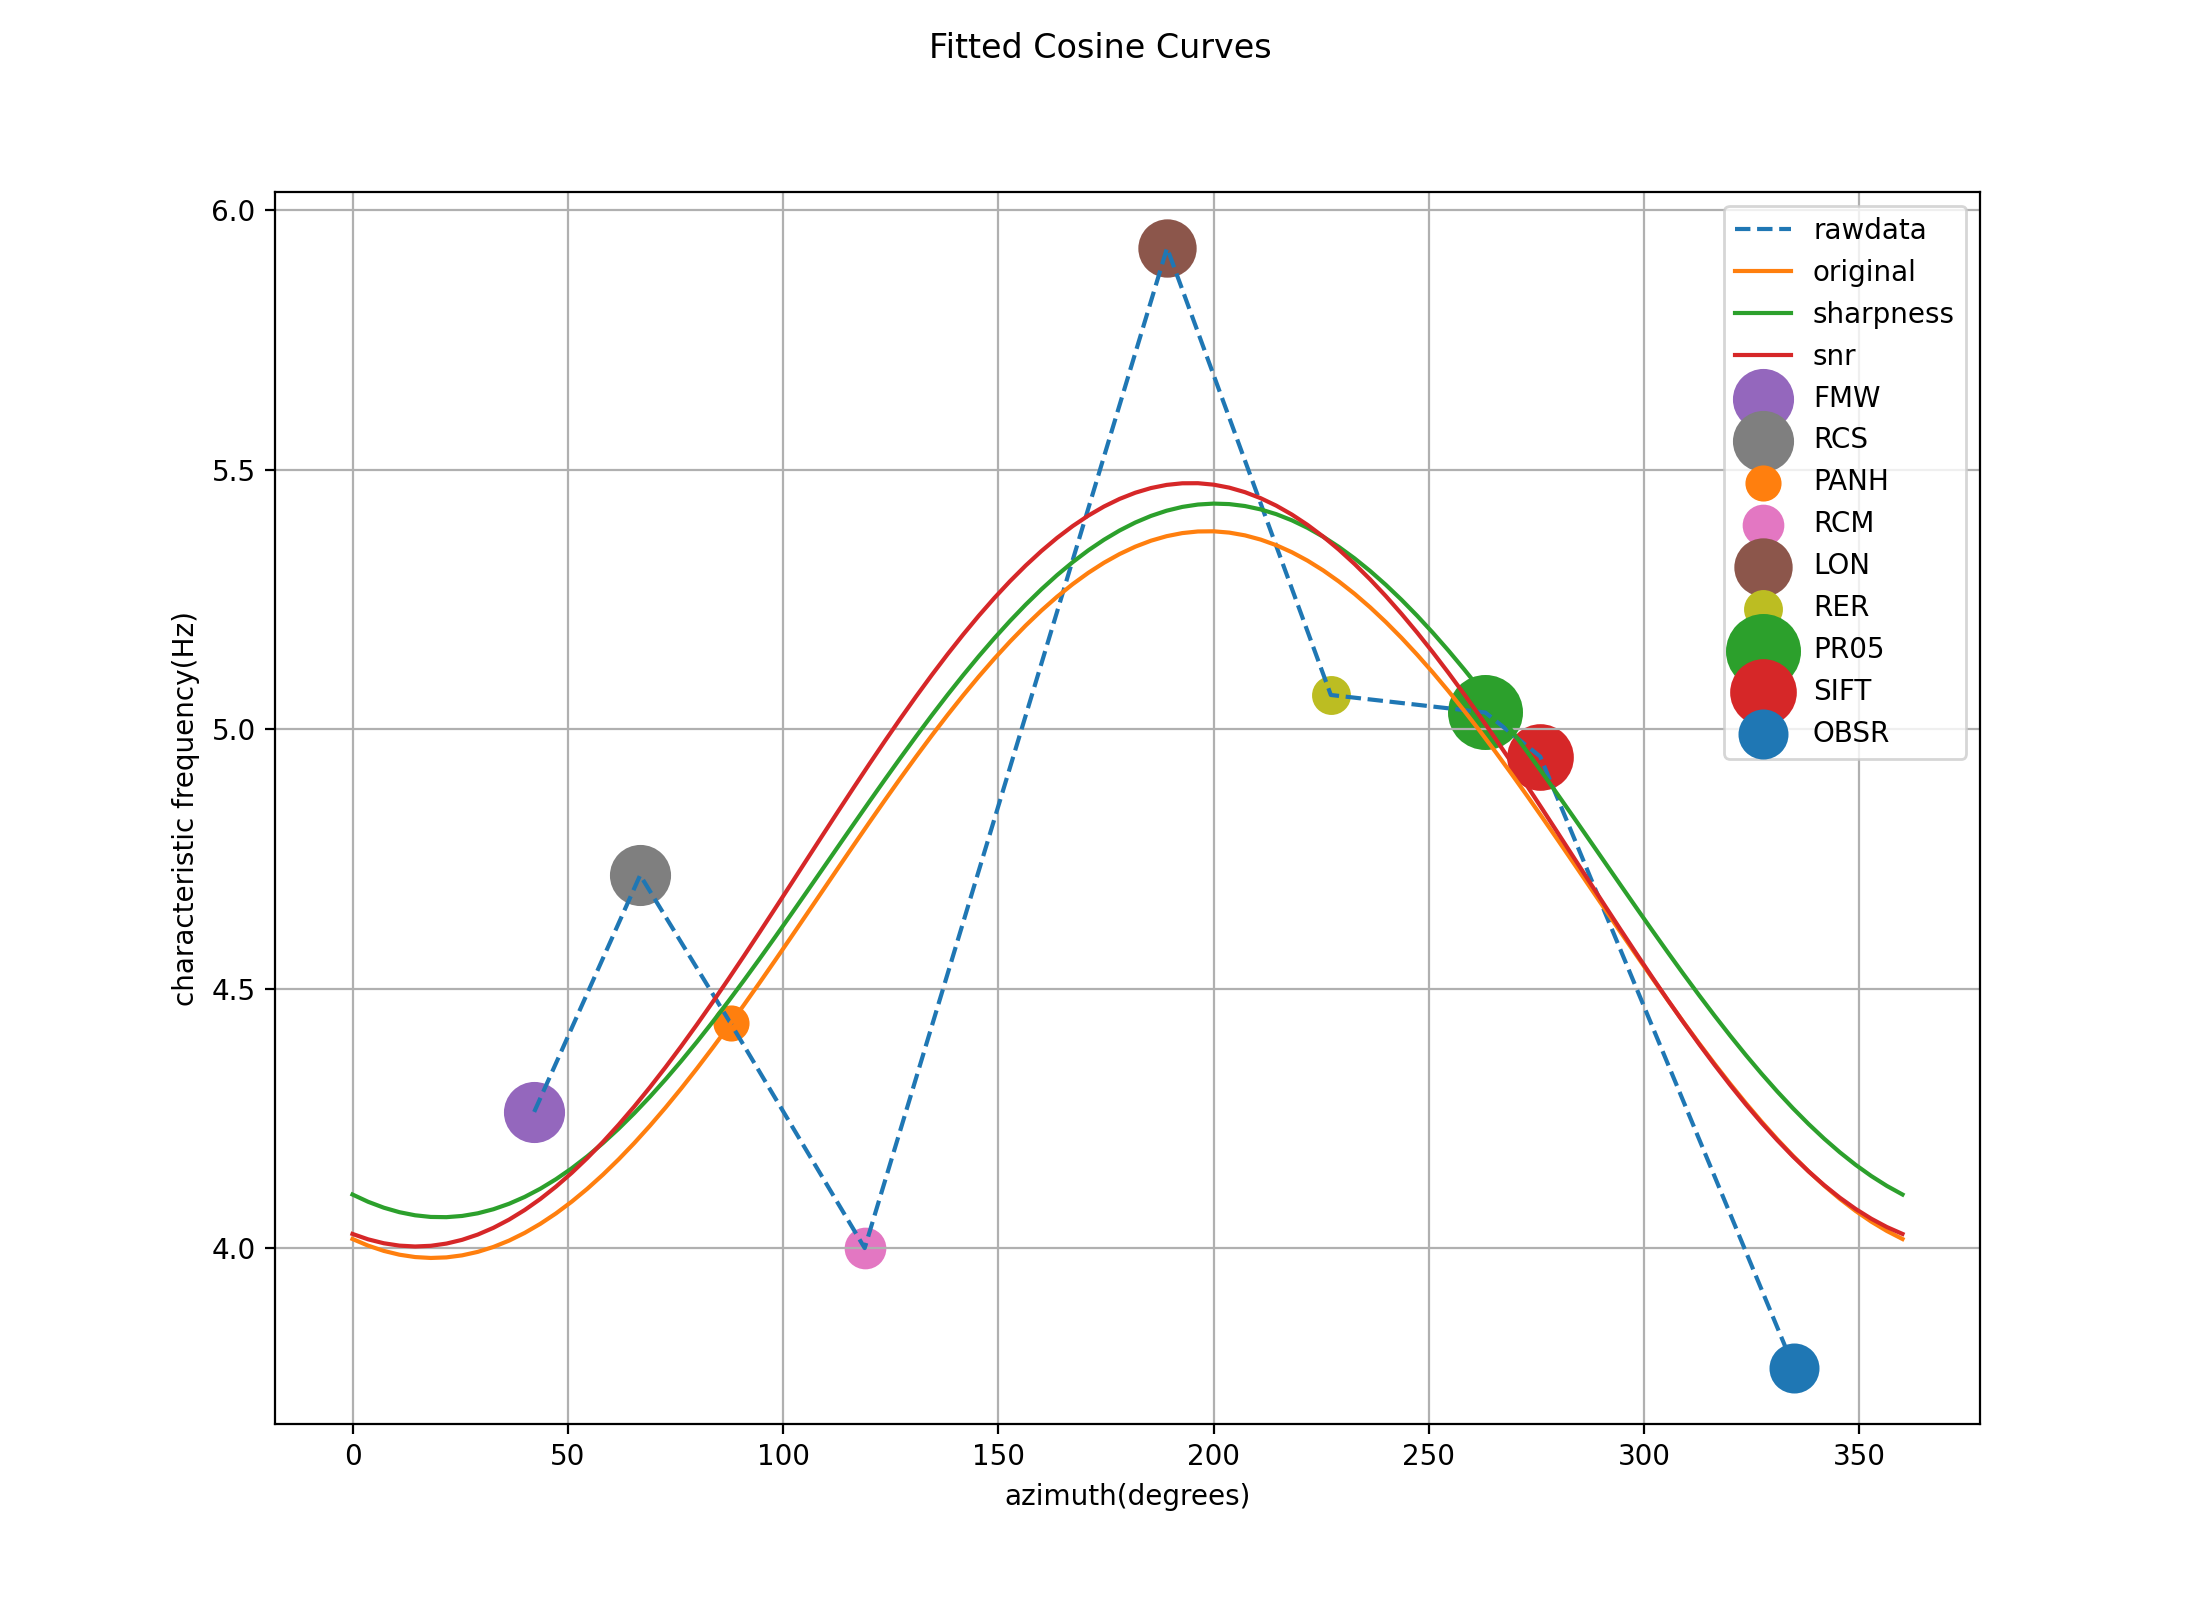 Fitted Cosine Curves
6.0
5.5
5.0
4.5
4.0
characteristic frequency(Hz)
rawdata
original
sharpness
snr
FMW
RCS
PANH
RCM
LON
RER
PR05
SIFT
OBSR
0 50 100 150 200 250 300 350
azimuth(degrees)